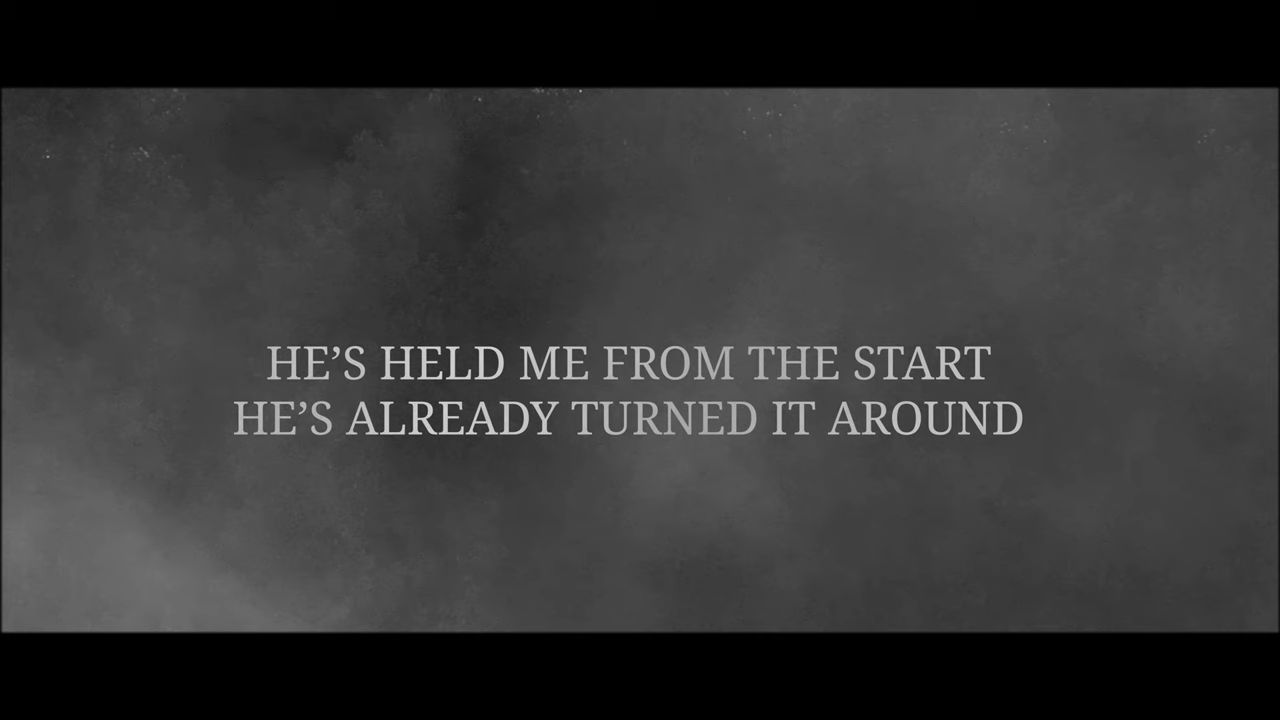 HE’S HELD ME FROM THE START
HE’S ALREADY TURNED IT AROUND